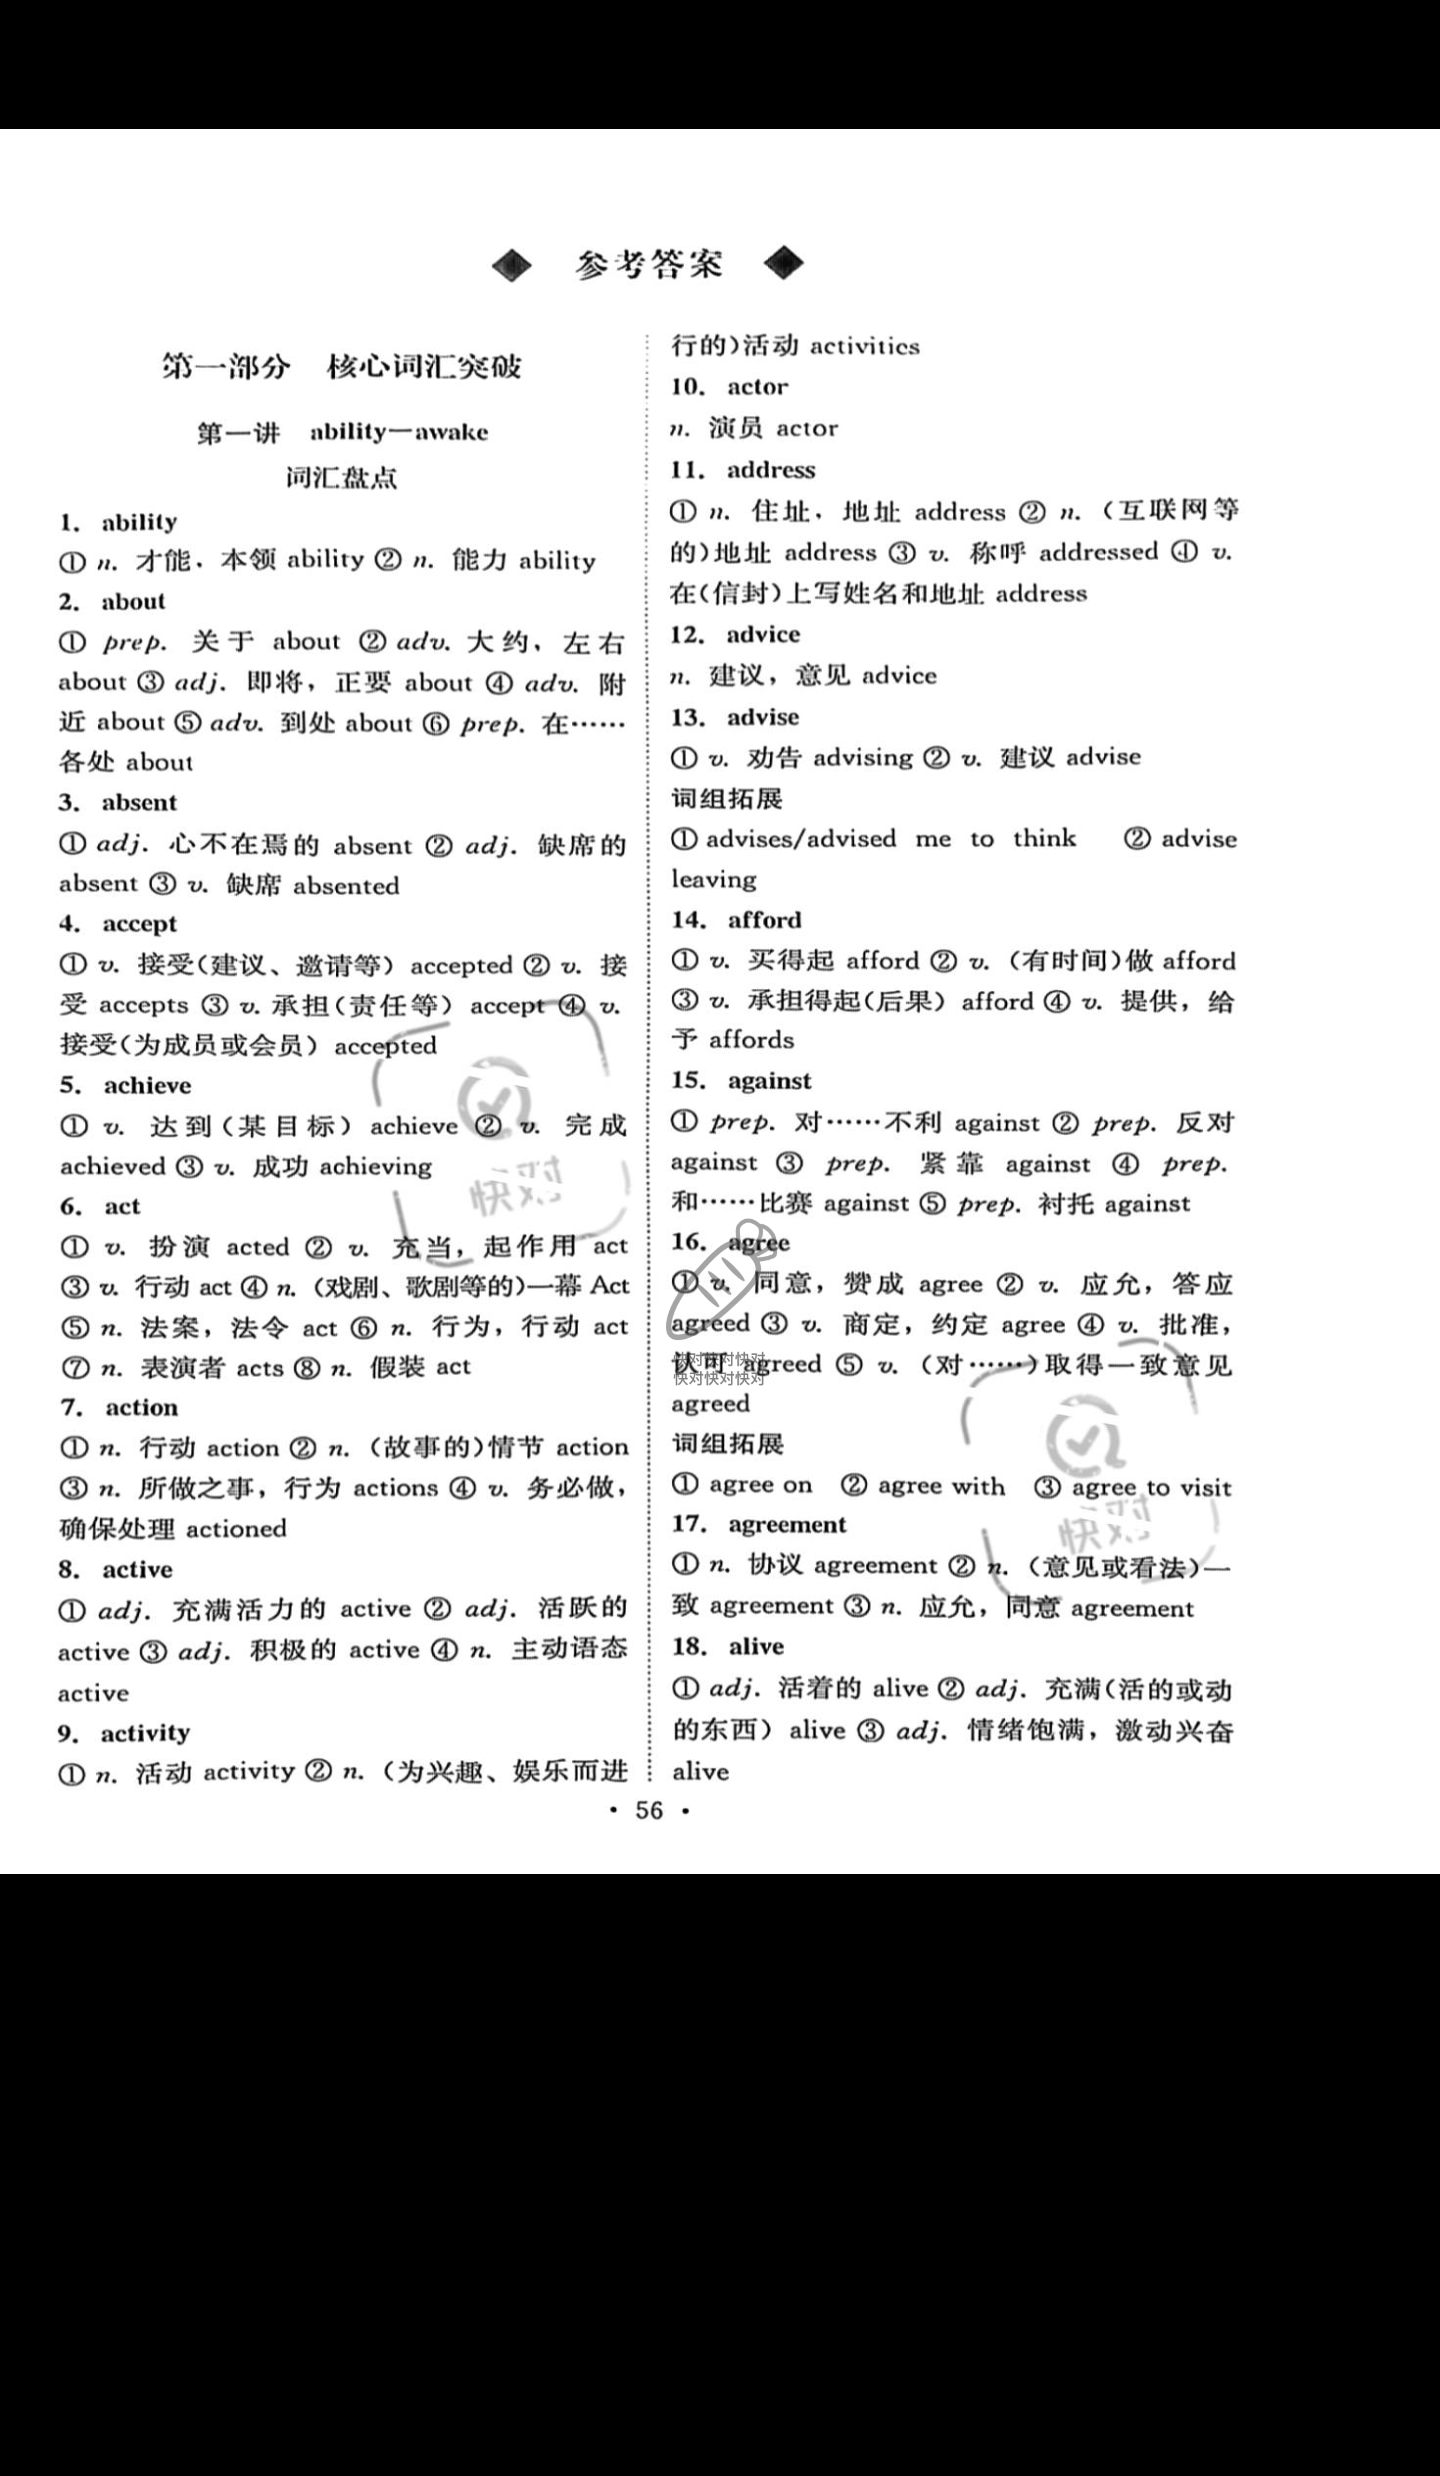 参考答案
第一部分 核心词汇突破
第一讲 ability—awake
词汇盘点
1. ability
① n. 才能，本领 ability ② n. 能力 ability
2. about
① prep. 关于 about ② adv. 大约，左右
about ③ adj. 即将，正要 about ④ adv. 附
近 about ⑤ adv. 到处 about ⑥ prep. 在……
各处 about
3. absent
① adj. 心不在焉的 absent ② adj. 缺席的
absent ③ v. 缺席 absented
4. accept
① v. 接受(建议、邀请等) accepted ② v. 接
受 accepts ③ v. 承担(责任等) accept ④ v.
接受(为成员或会员) accepted
5. achieve
① v. 达到(某目标) achieve ② v. 完成
achieved ③ v. 成功 achieving
6. act
① v. 扮演 acted ② v. 充当，起作用 act
③ v. 行动 act ④ n. (戏剧、歌剧等的)一幕 Act
⑤ n. 法案，法令 act ⑥ n. 行为，行动 act
⑦ n. 表演者 acts ⑧ n. 假装 act
7. action
① n. 行动 action ② n. (故事的)情节 action
③ n. 所做之事，行为 actions ④ v. 务必做，
确保处理 actioned
8. active
① adj. 充满活力的 active ② adj. 活跃的
active ③ adj. 积极的 active ④ n. 主动语态
active
9. activity
① n. 活动 activity ② n. (为兴趣、娱乐而进
行的)活动 activities
10. actor
n. 演员 actor
11. address
① n. 住址，地址 address ② n. (互联网等
的)地址 address ③ v. 称呼 addressed ④ v.
在(信封)上写姓名和地址 address
12. advice
n. 建议，意见 advice
13. advise
① v. 劝告 advising ② v. 建议 advise
词组拓展
① advises/advised me to think ② advise
leaving
14. afford
① v. 买得起 afford ② v. (有时间)做 afford
③ v. 承担得起(后果) afford ④ v. 提供，给
予 affords
15. against
① prep. 对……不利 against ② prep. 反对
against ③ prep. 紧靠 against ④ prep.
和……比赛 against ⑤ prep. 衬托 against
16. agree
① v. 同意，赞成 agree ② v. 应允，答应
agreed ③ v. 商定，约定 agree ④ v. 批准，
认可 agreed ⑤ v. (对……)取得一致意见
agreed
词组拓展
① agree on ② agree with ③ agree to visit
17. agreement
① n. 协议 agreement ② n. (意见或看法)一
致 agreement ③ n. 应允，同意 agreement
18. alive
① adj. 活着的 alive ② adj. 充满(活的或动
的东西) alive ③ adj. 情绪饱满，激动兴奋
alive
• 56 •
快对
快对快对快对
快对快对快对
快对